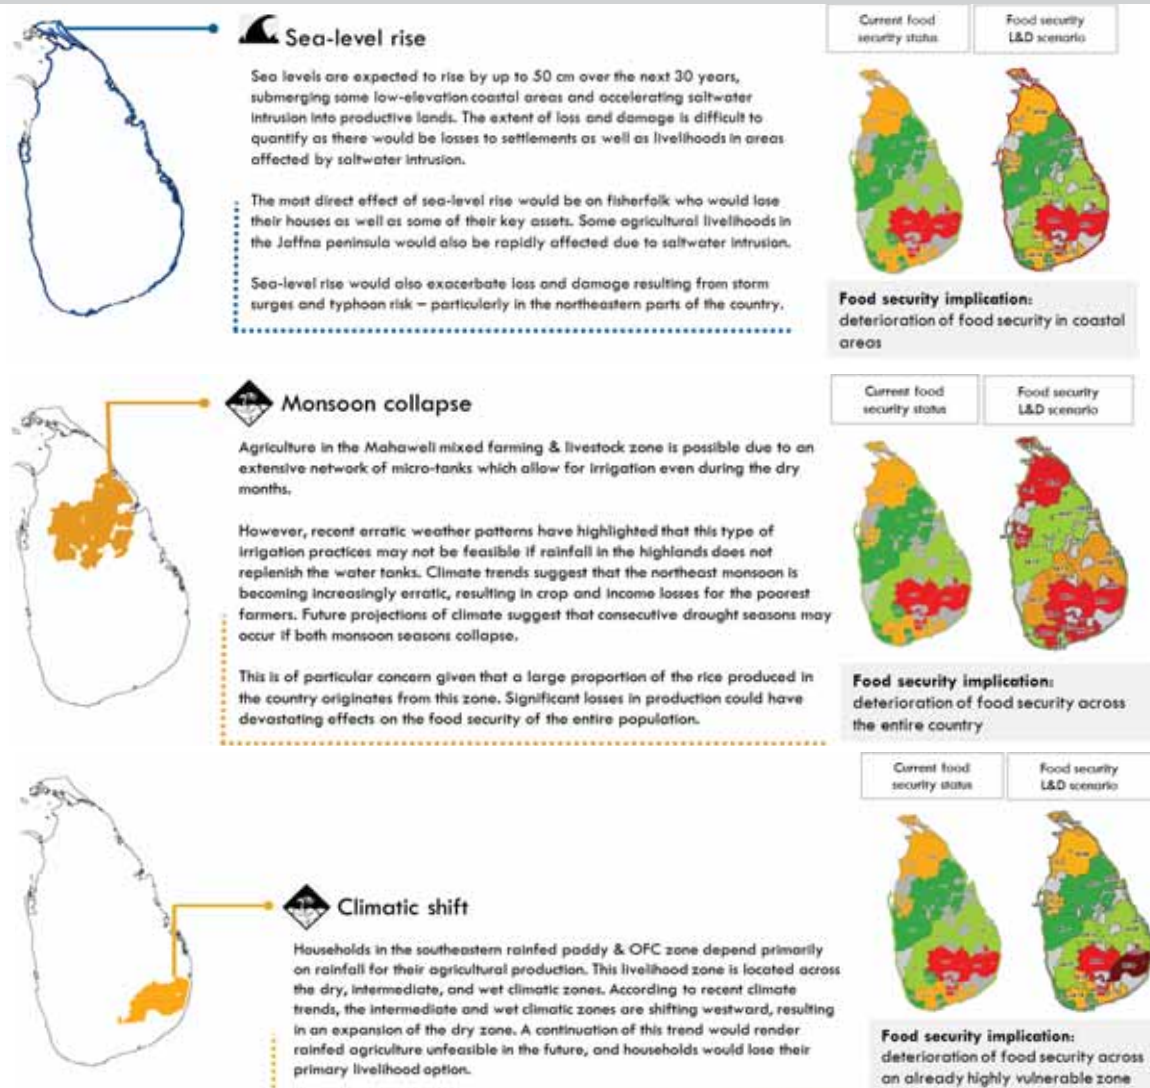 Sea-level rise
Sea levels are expected to rise by up to 50 cm over the next 30 years,
submerging some low-elevation coastal areas and accelerating saltwater
intrusion into productive lands. The extent of loss and damage is difficult to
quantify as there would be losses to settlements as well as livelihoods in areas
affected by saltwater intrusion.
The most direct effect of sea-level rise would be on fisherfolk who would lose
their houses as well as some of their key assets. Some agricultural livelihoods in
the Jaffna peninsula would also be rapidly affected due to saltwater intrusion.
Sea-level rise would also exacerbate loss and damage resulting from storm
surges and typhoon risk – particularly in the northeastern parts of the country.
Current food
security status
Food security
L&D scenario
Food security implication:
deterioration of food security in coastal
areas
Monsoon collapse
Agriculture in the Mahaweli mixed farming & livestock zone is possible due to an
extensive network of micro-tanks which allow for irrigation even during the dry
months.
However, recent erratic weather patterns have highlighted that this type of
irrigation practices may not be feasible if rainfall in the highlands does not
replenish the water tanks. Climate trends suggest that the northeast monsoon is
becoming increasingly erratic, resulting in crop and income losses for the poorest
farmers. Future projections of climate suggest that consecutive drought seasons may
occur if both monsoon seasons collapse.
This is of particular concern given that a large proportion of the rice produced in
the country originates from this zone. Significant losses in production could have
devastating effects on the food security of the entire population.
Current food
security status
Food security
L&D scenario
Food security implication:
deterioration of food security across
the entire country
Climatic shift
Households in the southeastern rainfed paddy & OFC zone depend primarily
on rainfall for their agricultural production. This livelihood zone is located across
the dry, intermediate, and wet climatic zones. According to recent climate
trends, the intermediate and wet climatic zones are shifting westward, resulting
in an expansion of the dry zone. A continuation of this trend would render
rainfed agriculture unfeasible in the future, and households would lose their
primary livelihood option.
Current food
security status
Food security
L&D scenario
Food security implication:
deterioration of food security across
an already highly vulnerable zone